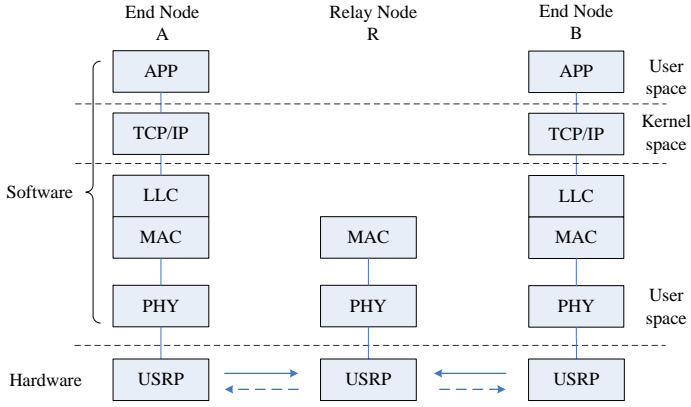 End Node
A
Relay Node
R
End Node
B
APP
APP
User
space
TCP/IP
TCP/IP
Kernel
space
Software
LLC
LLC
MAC
MAC
MAC
PHY
PHY
PHY
User
space
Hardware
USRP
USRP
USRP